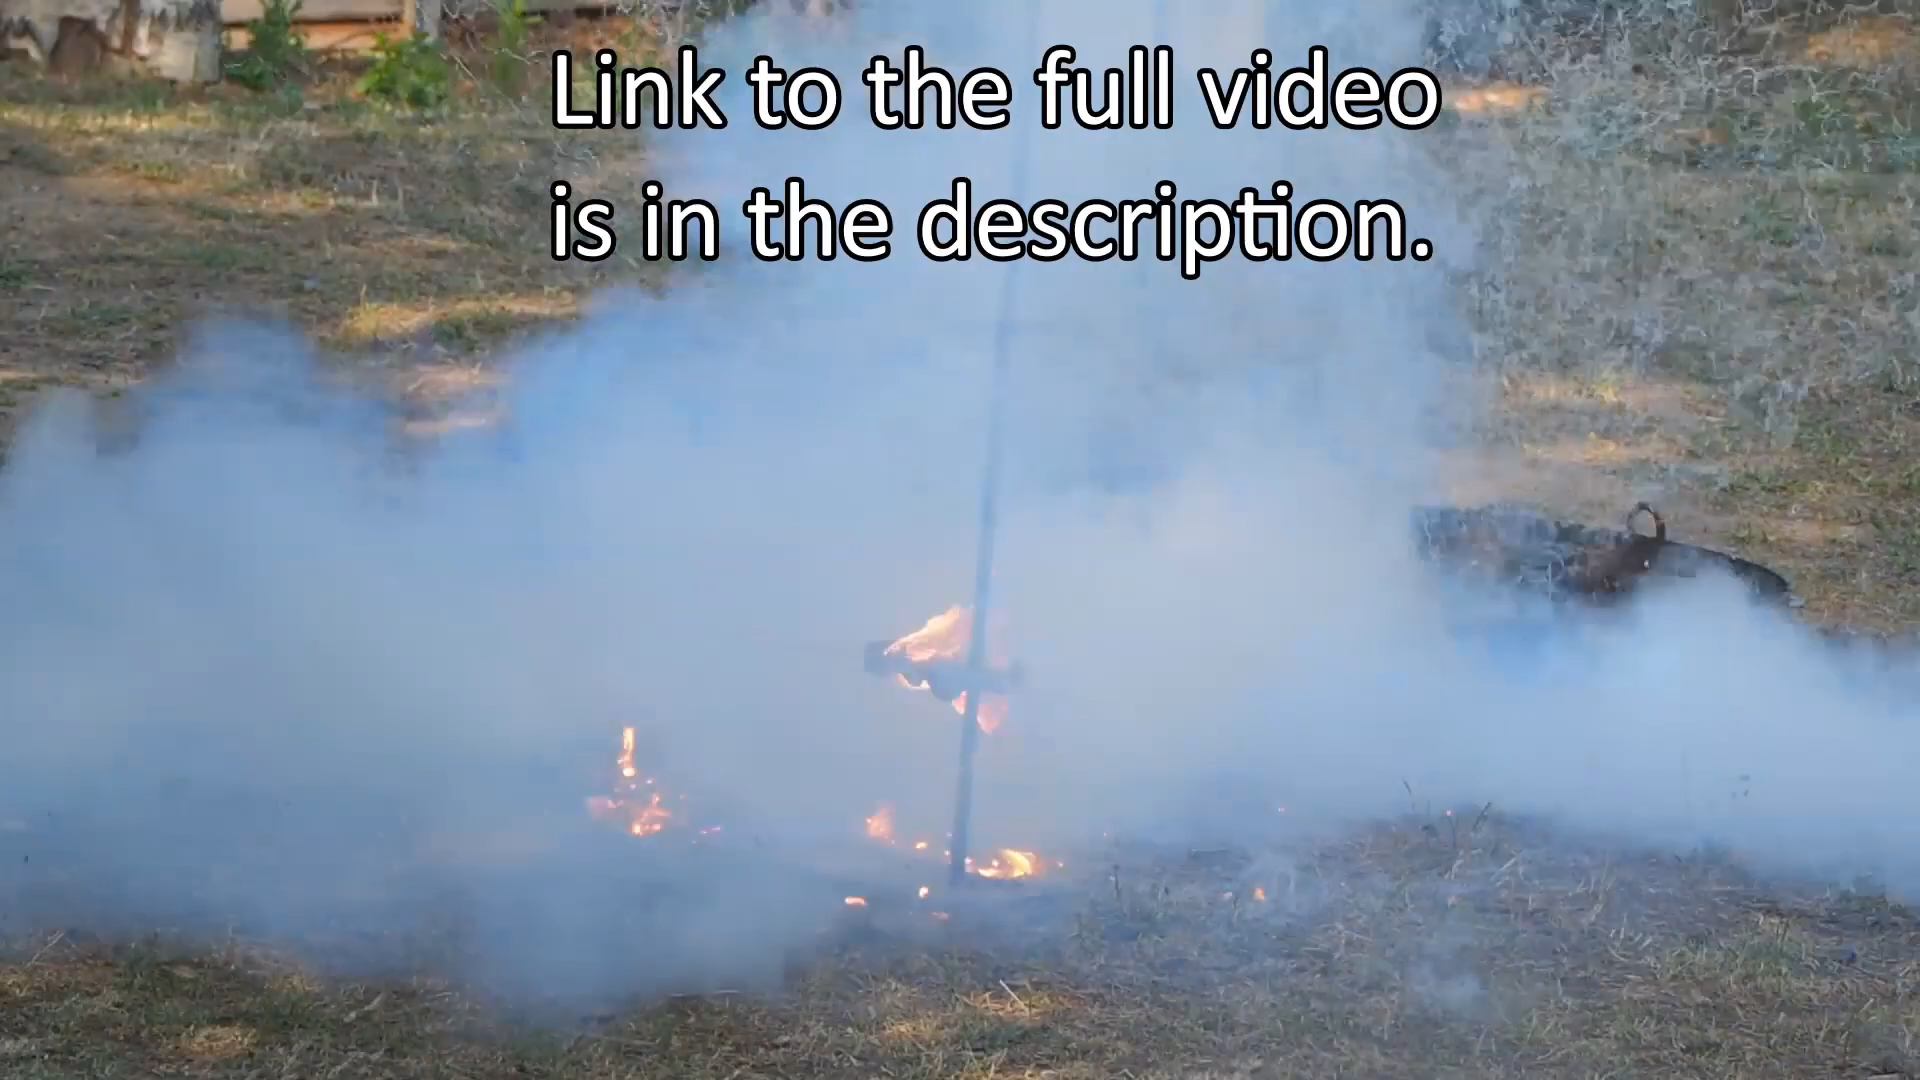 Link to the full video
is in the description.